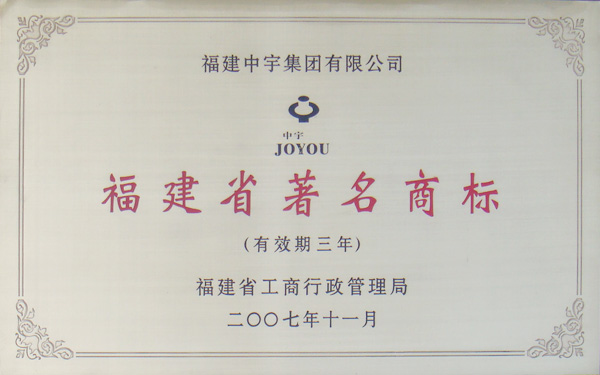 福建中宇集团有限公司
中宇
JOYOU
福建省著名商标
(有效期三年)
福建省工商行政管理局
二〇〇七年十一月